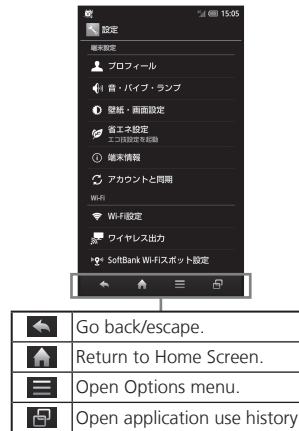 15:05
設定
端末設定
プロフィール
音・バイブ・ランプ
壁紙・画面設定
省エネ設定
エコ技設定を起動
端末情報
アカウントと同期
Wi-Fi
Wi-Fi設定
ワイヤレス出力
SoftBank Wi-Fiスポット設定
Go back/escape.
Return to Home Screen.
Open Options menu.
Open application use history